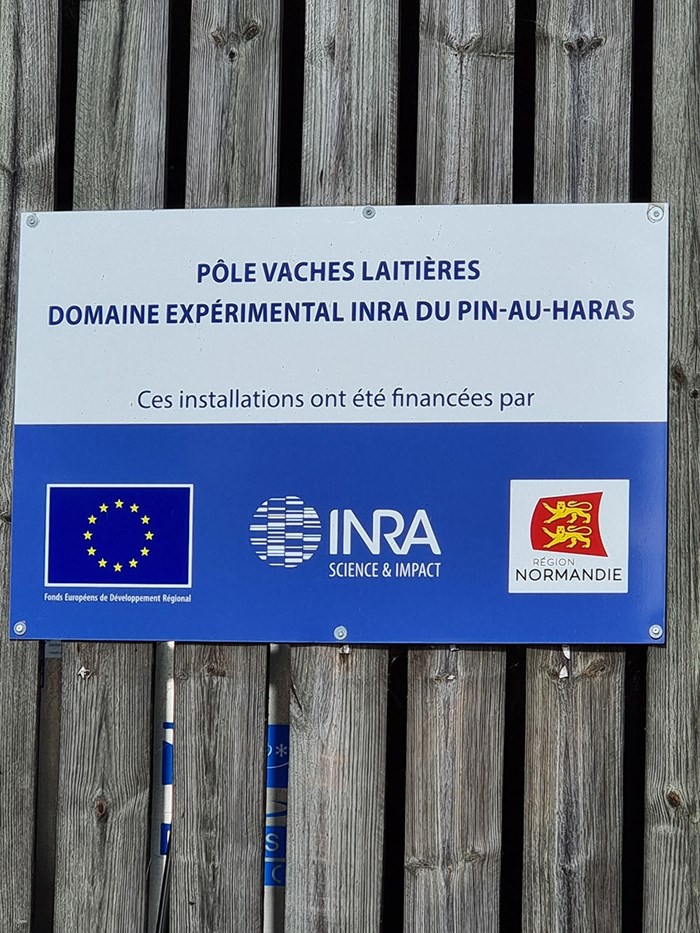 PÔLE VACHES LAITIÈRES
DOMAINE EXPÉRIMENTAL INRA DU PIN-AU-HARAS
Ces installations ont été financées par
Fonds Européens de Développement Régional
INRA
SCIENCE & IMPACT
RÉGION
NORMANDIE